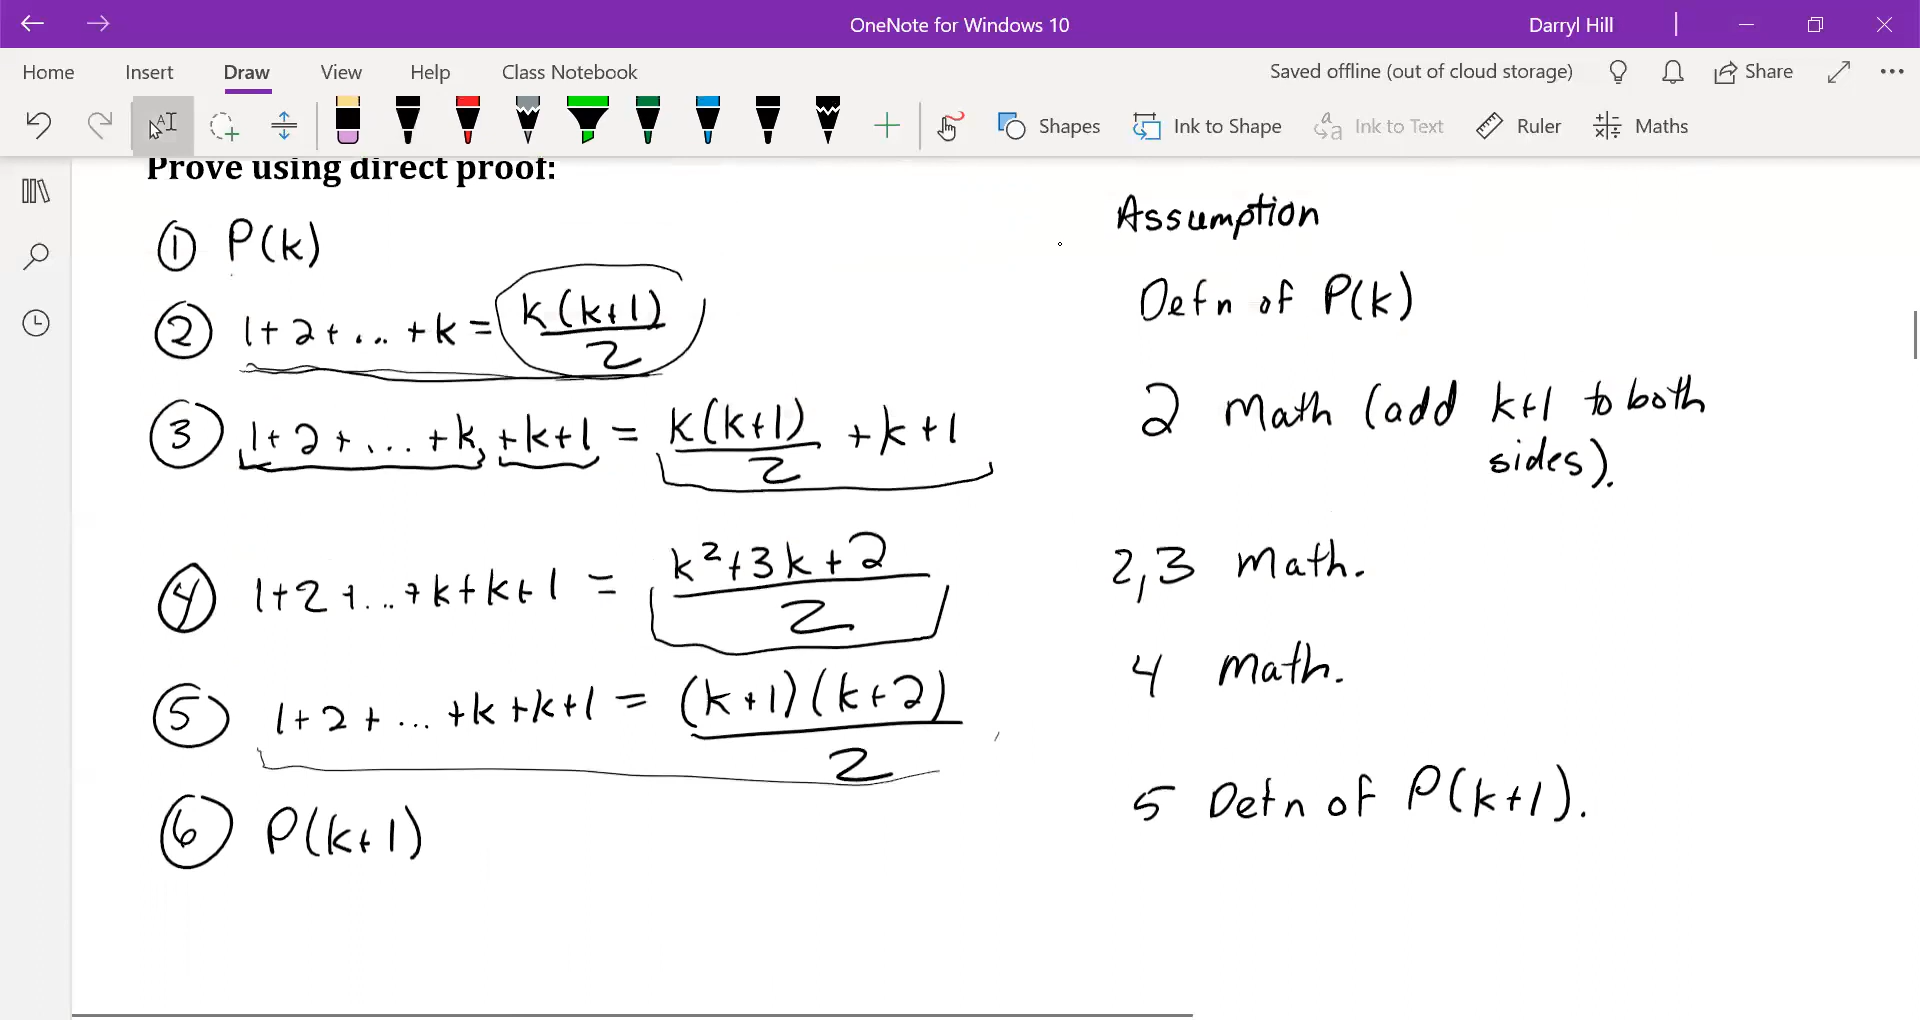 OneNote for Windows 10
Darryl Hill
Home Insert Draw View Help Class Notebook
Saved offline (out of cloud storage) Share
Shapes Ink to Shape Ink to Text Ruler Maths
Prove using direct proof:
① P(k) Assumption
② 1+2+...+k = k(k+1)/2 Defn of P(k)
③ 1+2+...+k+k+1 = k(k+1)/2 +k+1 2 Math (add k+1 to both
sides).
④ 1+2+...+k+k+1 = k²+3k+2/2 2,3 Math.
⑤ 1+2+...+k+k+1 = (k+1)(k+2)/2 4 Math.
⑥ P(k+1) 5 Defn of P(k+1).